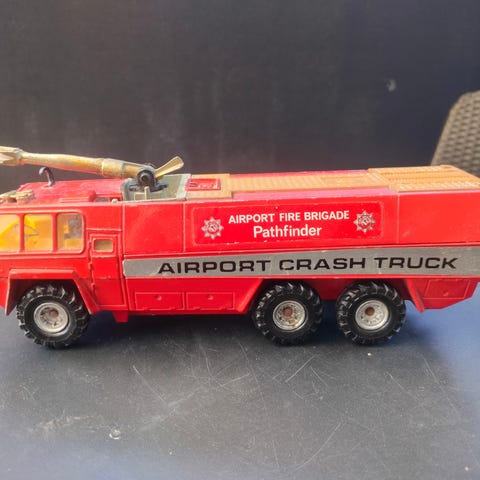 AIRPORT FIRE BRIGADE
Pathfinder
AIRPORT CRASH TRUCK